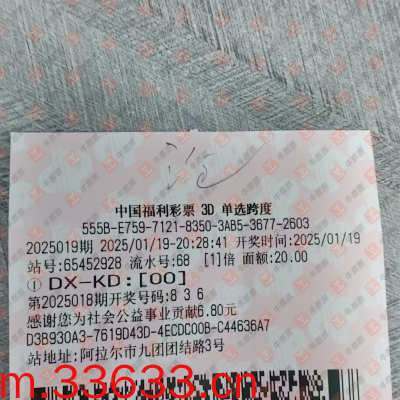 中国福利彩票 3D 单选跨度
555B-E759-7121-8350-3AB5-3677-2603
2025019期 2025/01/19-20:28:41 开奖时间:2025/01/19
站号:65452928 流水号:68 [1]倍 面额:20.00
① DX-KD:[00]
第2025018期开奖号码:8 3 6
感谢您为社会公益事业贡献6.80元
D3B930A3-7619D43D-4ECDC00B-C44636A7
站地址:阿拉尔市九团团结路3号
m.33633.cn